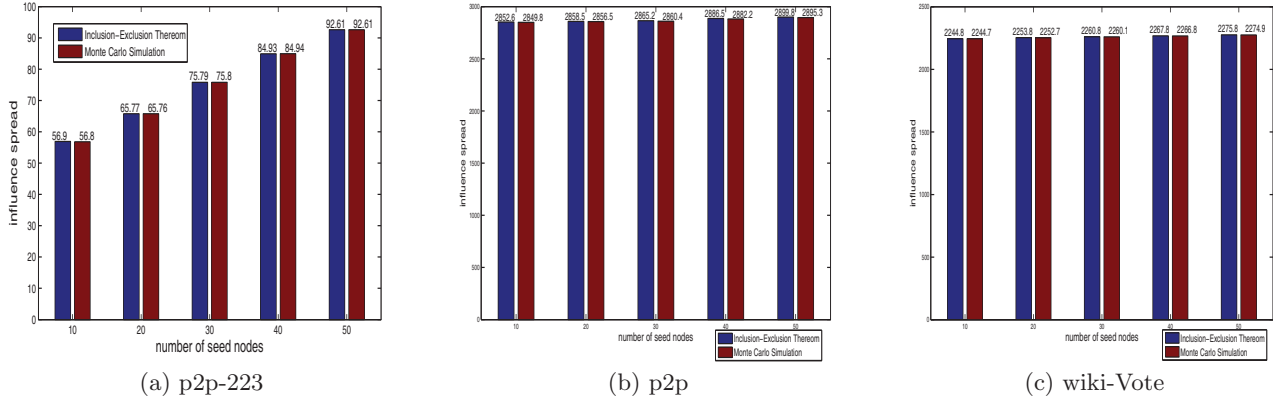 100
90
80
70
60
50
40
30
20
10
0
influence spread
Inclusion−Exclusion Thereom
Monte Carlo Simulation
56.9 56.8
65.77 65.76
75.79 75.8
84.93 84.94
92.61 92.61
10 20 30 40 50
number of seed nodes
(a) p2p-223
3000
2500
2000
1500
1000
500
0
influence spread
2852.6 2849.8
2858.5 2856.5
2865.2 2860.4
2886.5 2882.2
2899.8 2895.3
10 20 30 40 50
number of seed nodes
Inclusion−Exclusion Thereom
Monte Carlo Simulation
(b) p2p
2500
2000
1500
1000
500
0
influence spread
2244.8 2244.7
2253.8 2252.7
2260.8 2260.1
2267.8 2266.8
2275.8 2274.9
10 20 30 40 50
number of seed nodes
Inclusion−Exclusion Thereom
Monte Carlo Simulation
(c) wiki-Vote